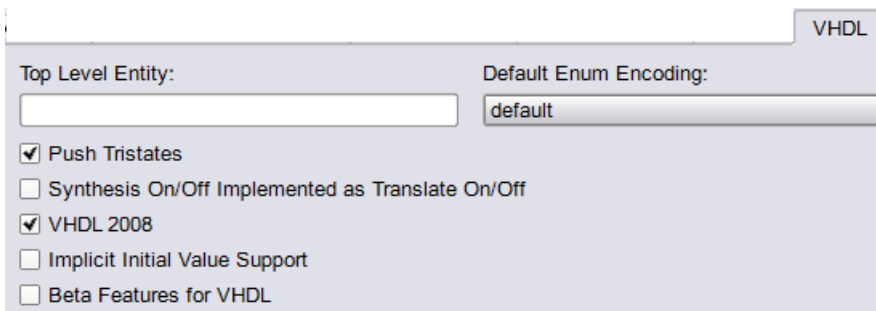 VHDL
Top Level Entity:
Default Enum Encoding:
default
Push Tristates
Synthesis On/Off Implemented as Translate On/Off
VHDL 2008
Implicit Initial Value Support
Beta Features for VHDL